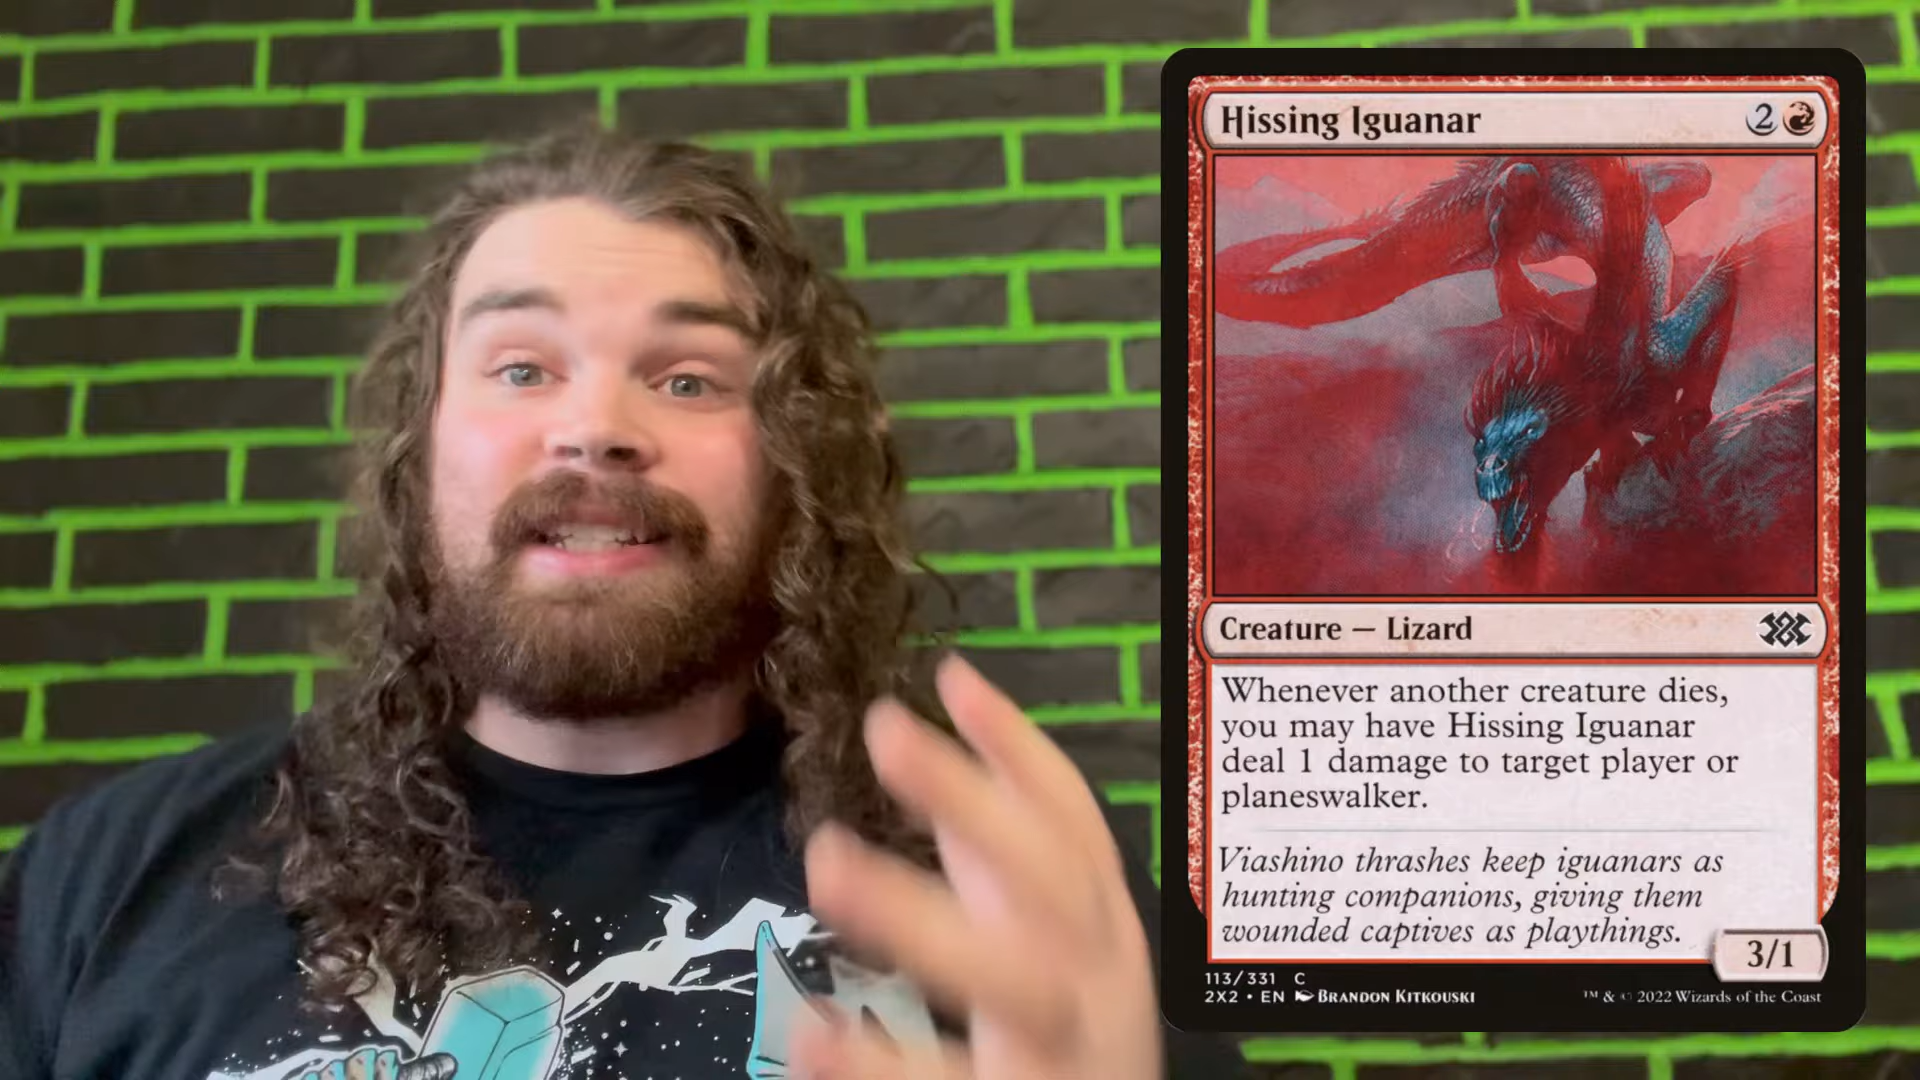 Hissing Iguanar 2
Creature — Lizard
Whenever another creature dies,
you may have Hissing Iguanar
deal 1 damage to target player or
planeswalker.
Viashino thrashes keep iguanars as
hunting companions, giving them
wounded captives as playthings.
3/1
113/331 C
2X2 • EN BRANDON KITKOUSKI
™ & © 2022 Wizards of the Coast